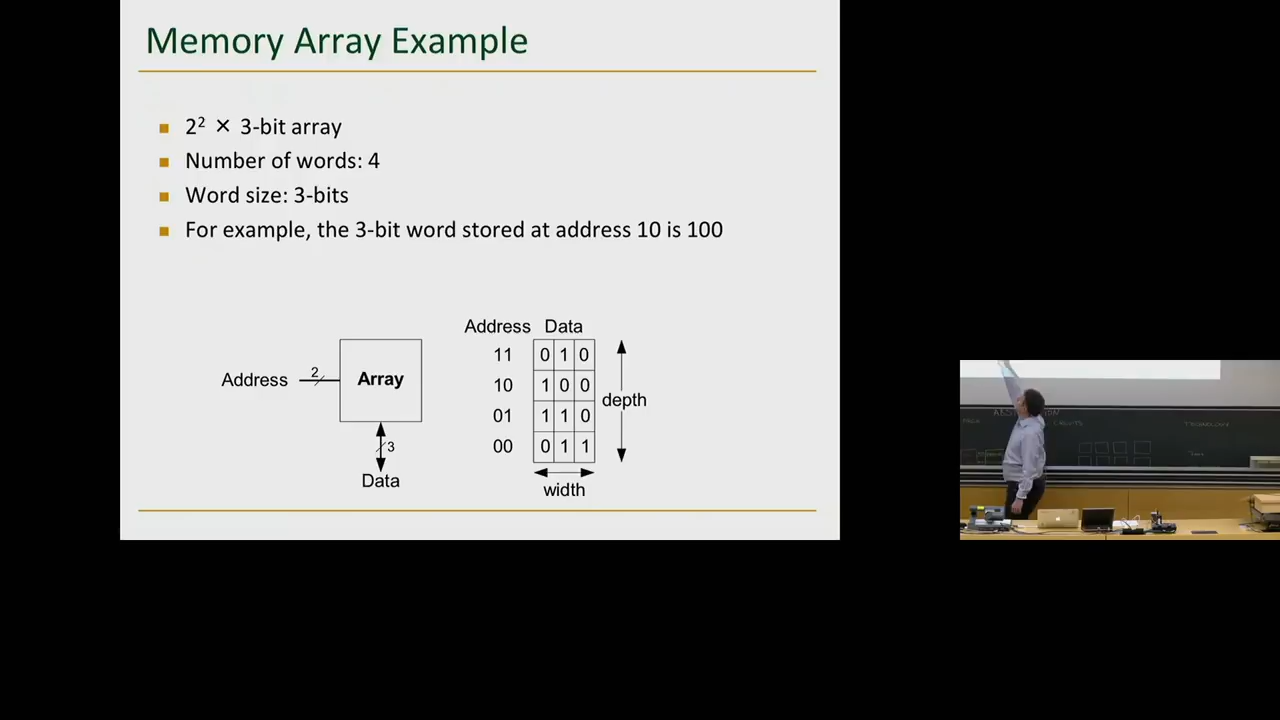 Memory Array Example
2² × 3-bit array
Number of words: 4
Word size: 3-bits
For example, the 3-bit word stored at address 10 is 100
Address 2 Array
3
Data
Address Data
11 0 1 0
10 1 0 0
01 1 1 0
00 0 1 1
depth
width
TECHNOLOGY